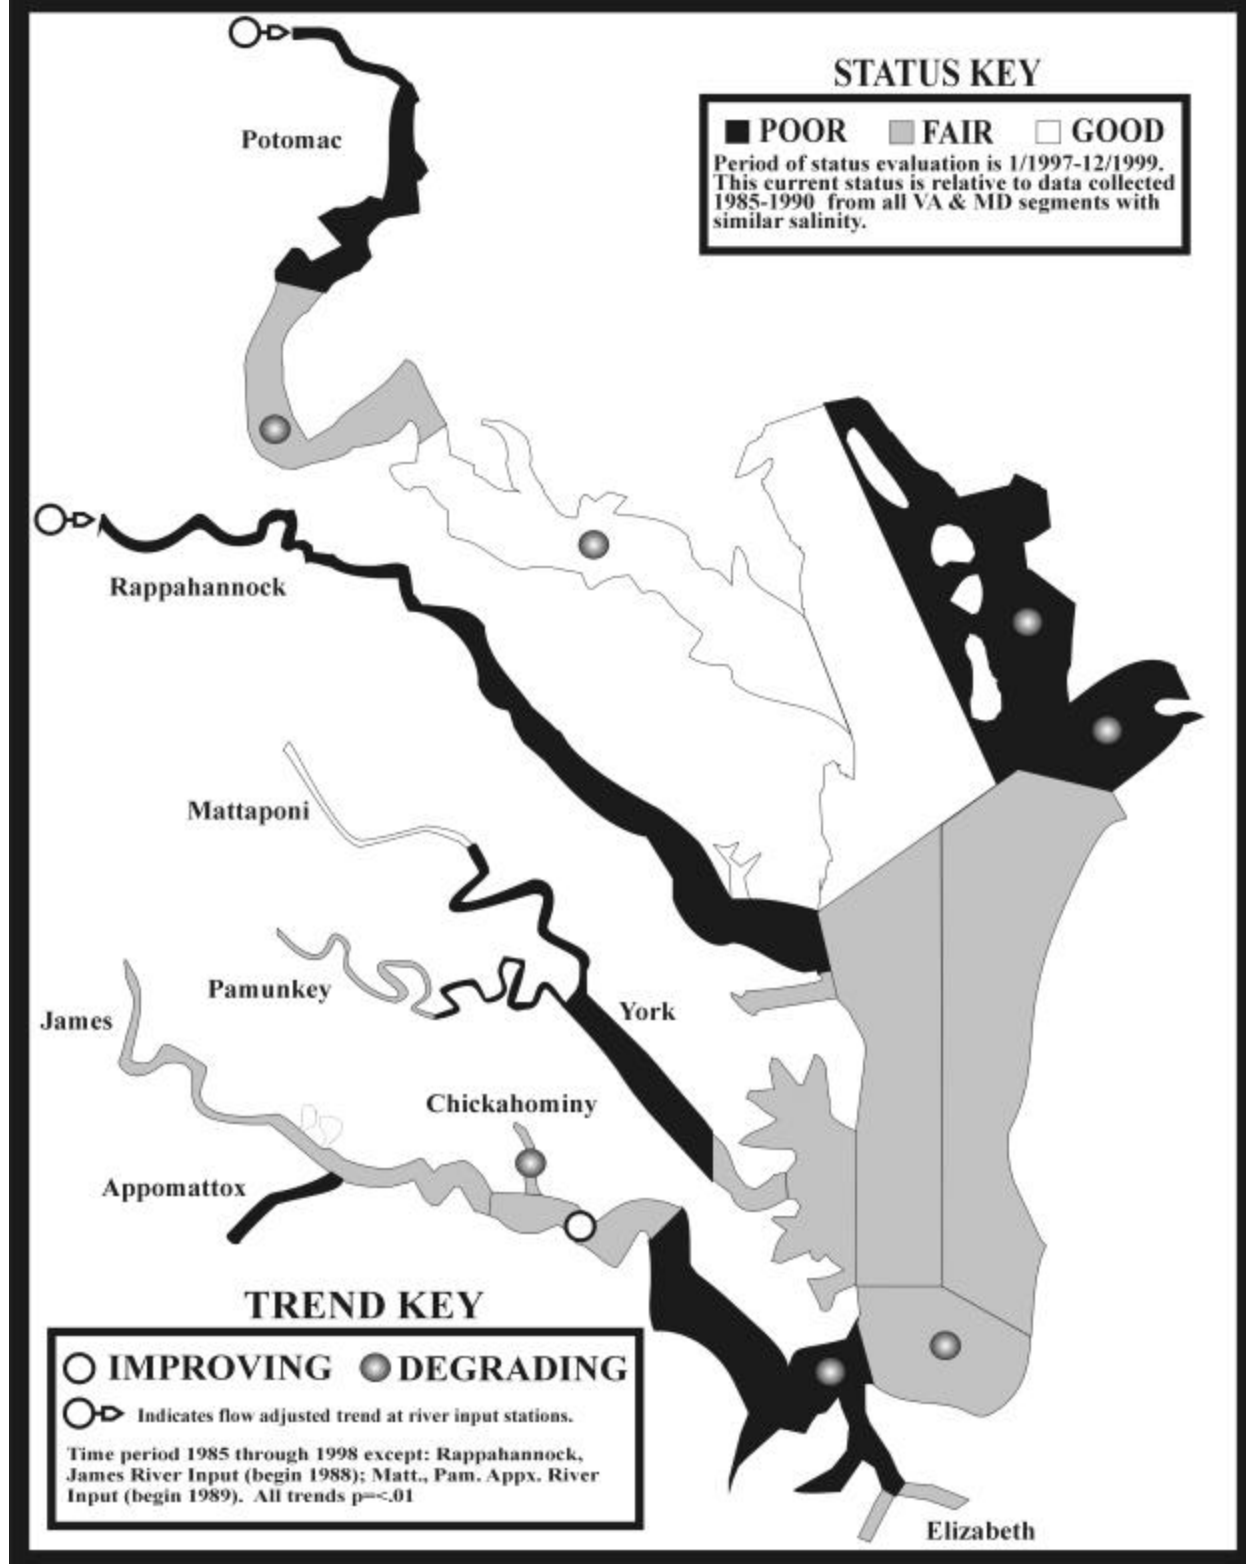 Potomac
STATUS KEY
POOR FAIR GOOD
Period of status evaluation is 1/1997-12/1999.
This current status is relative to data collected
1985-1990 from all VA & MD segments with
similar salinity.
Rappahannock
Mattaponi
Pamunkey
York
James
Chickahominy
Appomattox
TREND KEY
IMPROVING DEGRADING
Indicates flow adjusted trend at river input stations.
Time period 1985 through 1998 except: Rappahannock,
James River Input (begin 1988); Matt., Pam. Appx. River
Input (begin 1989). All trends p=<.01
Elizabeth